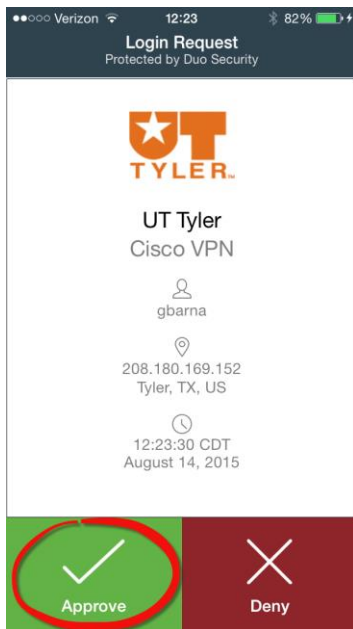 Verizon 12:23 82%
Login Request
Protected by Duo Security
UT
TYLER™
UT Tyler
Cisco VPN
gbarna
208.180.169.152
Tyler, TX, US
12:23:30 CDT
August 14, 2015
Approve Deny